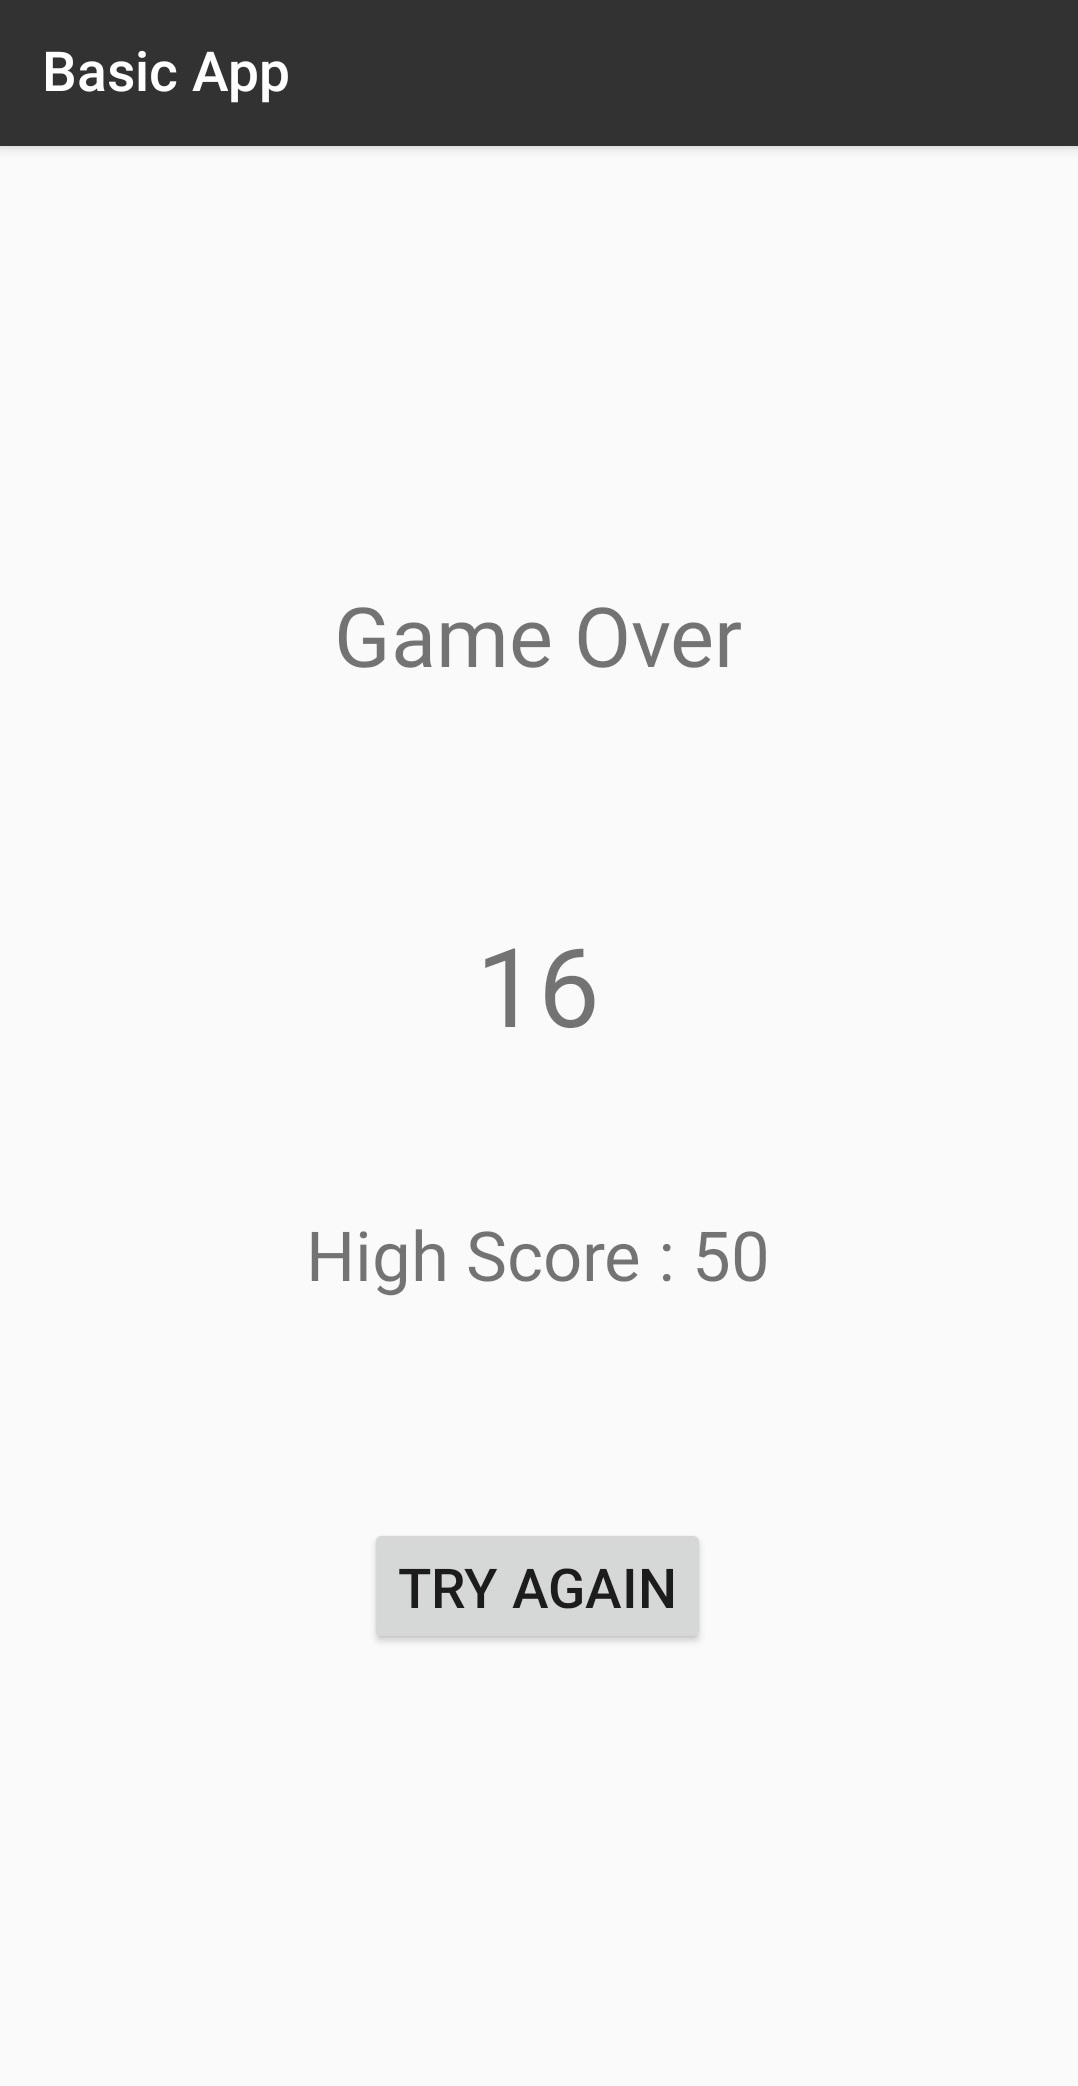 Basic App
Game Over
16
High Score : 50
TRY AGAIN